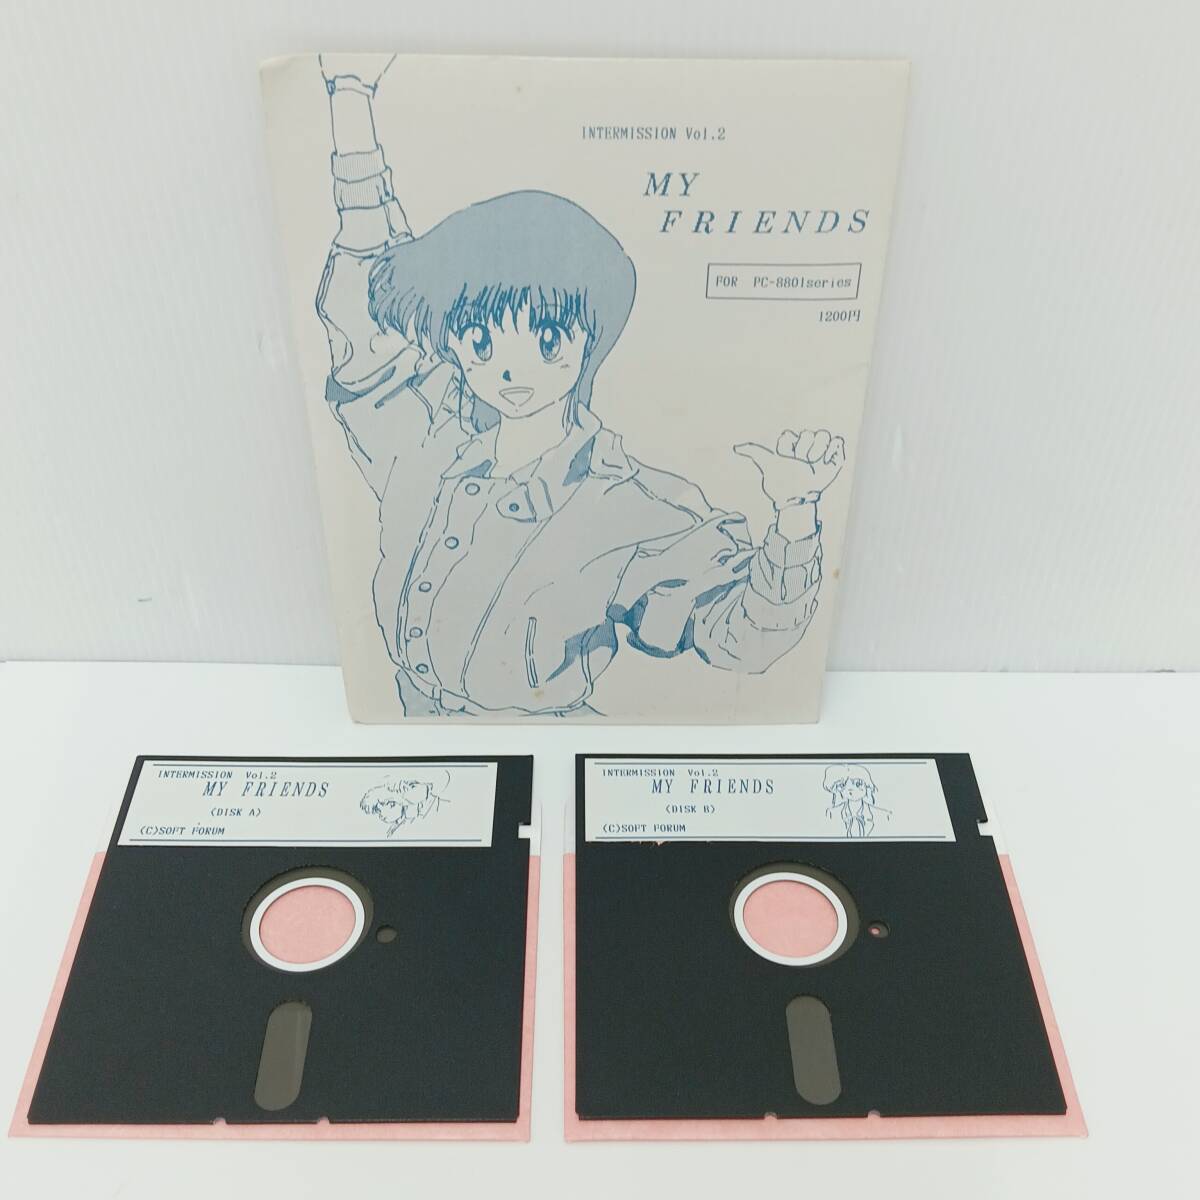 INTERMISSION Vol.2
MY
FRIENDS
FOR PC-8801series
1200円
INTERMISSION Vol.2
MY FRIENDS
(DISK A)
(C)SOFT FORUM
INTERMISSION Vol.2
MY FRIENDS
(DISK B)
(C)SOFT FORUM